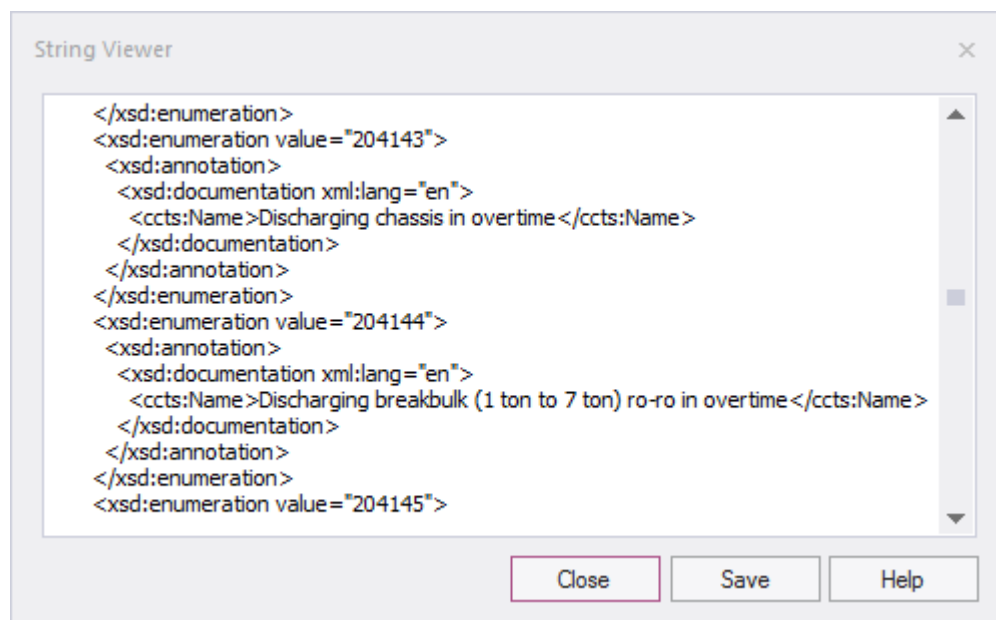 String Viewer
</xsd:enumeration>
<xsd:enumeration value="204143">
<xsd:annotation>
<xsd:documentation xml:lang="en">
<ccts:Name>Discharging chassis in overtime</ccts:Name>
</xsd:documentation>
</xsd:annotation>
</xsd:enumeration>
<xsd:enumeration value="204144">
<xsd:annotation>
<xsd:documentation xml:lang="en">
<ccts:Name>Discharging breakbulk (1 ton to 7 ton) ro-ro in overtime</ccts:Name>
</xsd:documentation>
</xsd:annotation>
</xsd:enumeration>
<xsd:enumeration value="204145">
Close Save Help